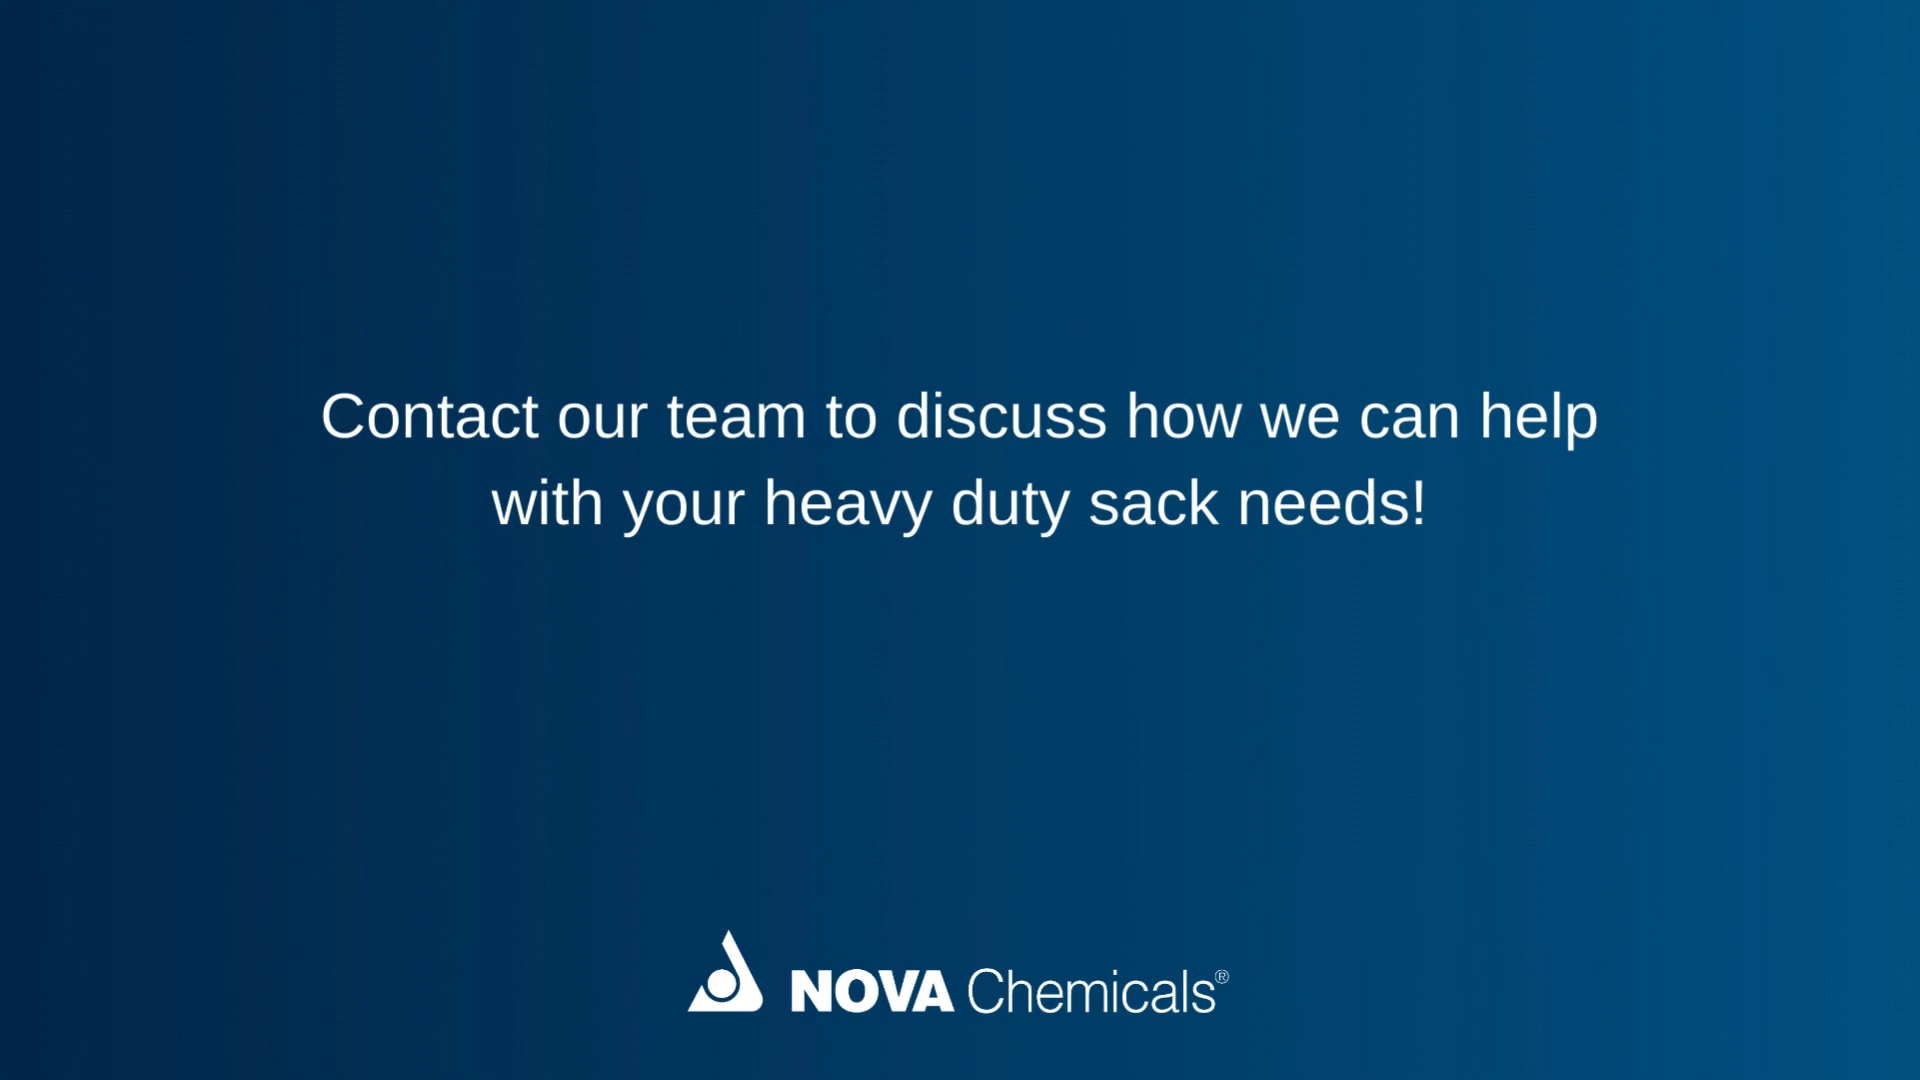 Contact our team to discuss how we can help
with your heavy duty sack needs!
NOVA Chemicals®